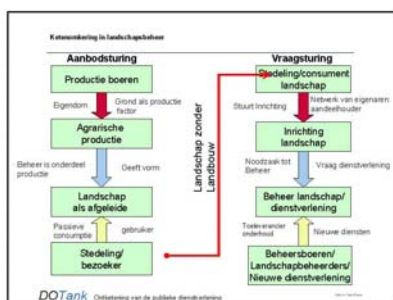 Ketenomkering in landschapsbeheer
Aanbodsturing
Productie boeren
Eigendom
Grond als productie
factor
Agrarische
productie
Beheer is onderdeel
productie
Geeft vorm
Landschap
als afgeleide
Passieve
consumptie
gebruiker
Stedeling/
bezoeker
Landschap zonder
Landbouw
Vraagsturing
Stedeling/consument
landschap
Stuurt Inrichting
Netwerk van eigenaren
aandeelhouder
Inrichting
landschap
Noodzaak tot
Beheer
Vraag dienstverlening
Beheer landschap/
dienstverlening
Toeleverancier
onderhoud
Nieuwe diensten
Beheersboeren/
Landschapbeheerders/
Nieuwe dienstverlening
DOTank Ontketening van de publieke dienstverlening